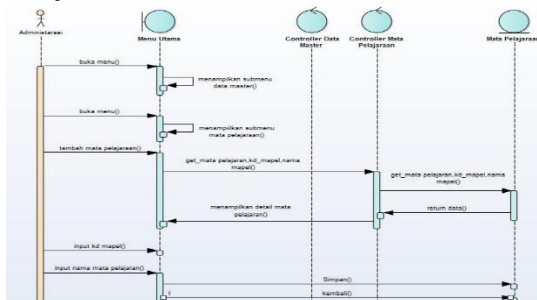 Administrasi
Menu Utama
Controller Data
Master
Controller Mata
Pelajaran
Mata Pelajaran
buka menu()
menampilkan submenu
data master()
buka menu()
menampilkan submenu
mata pelajaran()
tambah mata pelajaran()
get_mata pelajaran,kd_mapel,nama
mapel()
get_mata pelajaran,kd_mapel,nama
mapel()
menampilkan detail mata
pelajaran()
return data()
input kd mapel()
input nama mata pelajaran()
Simpan()
kembali()